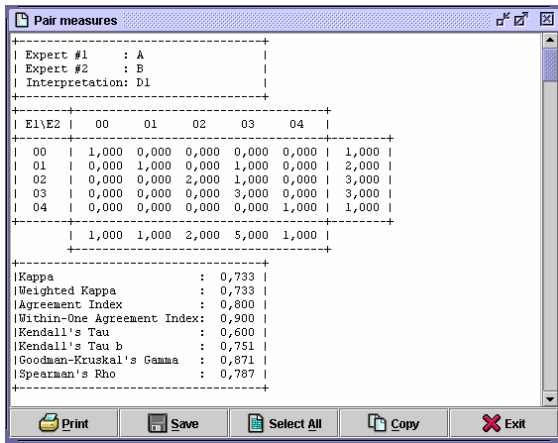 Pair measures
+-------------------------------------+
| Expert #1 : A |
| Expert #2 : B |
| Interpretation: D1 |
+-------------------------------------+
+--------+--------------------------------------+
| E1\E2 | 00 01 02 03 04 |
+--------+--------------------------------------+---------+
| 00 | 1,000 0,000 0,000 0,000 0,000 | 1,000 |
| 01 | 0,000 1,000 0,000 1,000 0,000 | 2,000 |
| 02 | 0,000 0,000 2,000 1,000 0,000 | 3,000 |
| 03 | 0,000 0,000 0,000 3,000 0,000 | 3,000 |
| 04 | 0,000 0,000 0,000 0,000 1,000 | 1,000 |
+--------+--------------------------------------+---------+
| 1,000 1,000 2,000 5,000 1,000 |
+--------------------------------------+
+-------------------------------------+
|Kappa : 0,733 |
|Weighted Kappa : 0,733 |
|Agreement Index : 0,800 |
|Within-One Agreement Index: 0,900 |
|Kendall's Tau : 0,600 |
|Kendall's Tau b : 0,751 |
|Goodman-Kruskal's Gamma : 0,871 |
|Spearman's Rho : 0,787 |
+-------------------------------------+
Print Save Select All Copy Exit